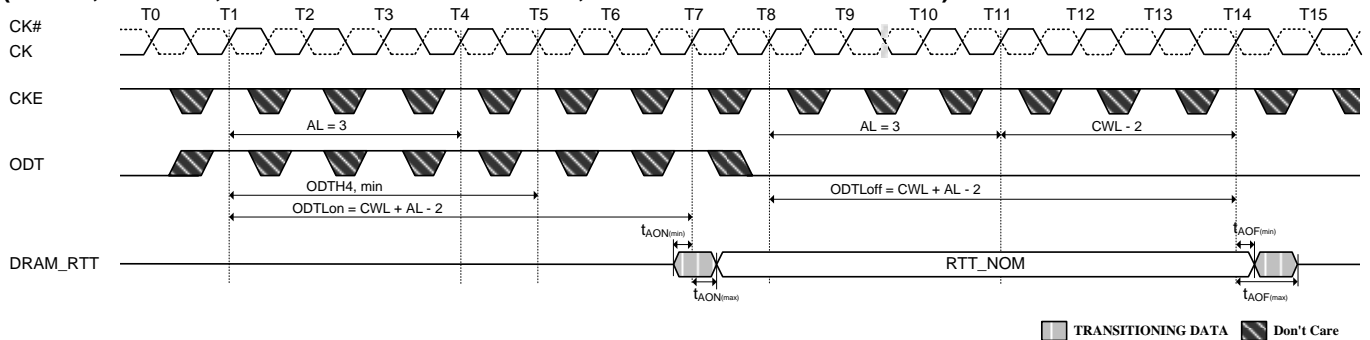 T0 T1 T2 T3 T4 T5 T6 T7 T8 T9 T10 T11 T12 T13 T14 T15
CK#
CK
CKE
AL = 3 AL = 3 CWL - 2
ODT
ODTH4, min
ODTLoff = CWL + AL - 2
ODTLon = CWL + AL - 2
tAON(min) tAOF(min)
DRAM_RTT RTT_NOM
tAON(max) tAOF(max)
TRANSITIONING DATA Don't Care